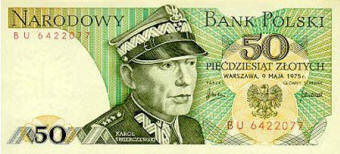 NARODOWY BANK POLSKI
BU 6422077
50
PIĘĆDZIESIĄT ZŁOTYCH
WARSZAWA, 9 MAJA 1975 r.
BU 6422077
50
KAROL
ŚWIERCZEWSKI